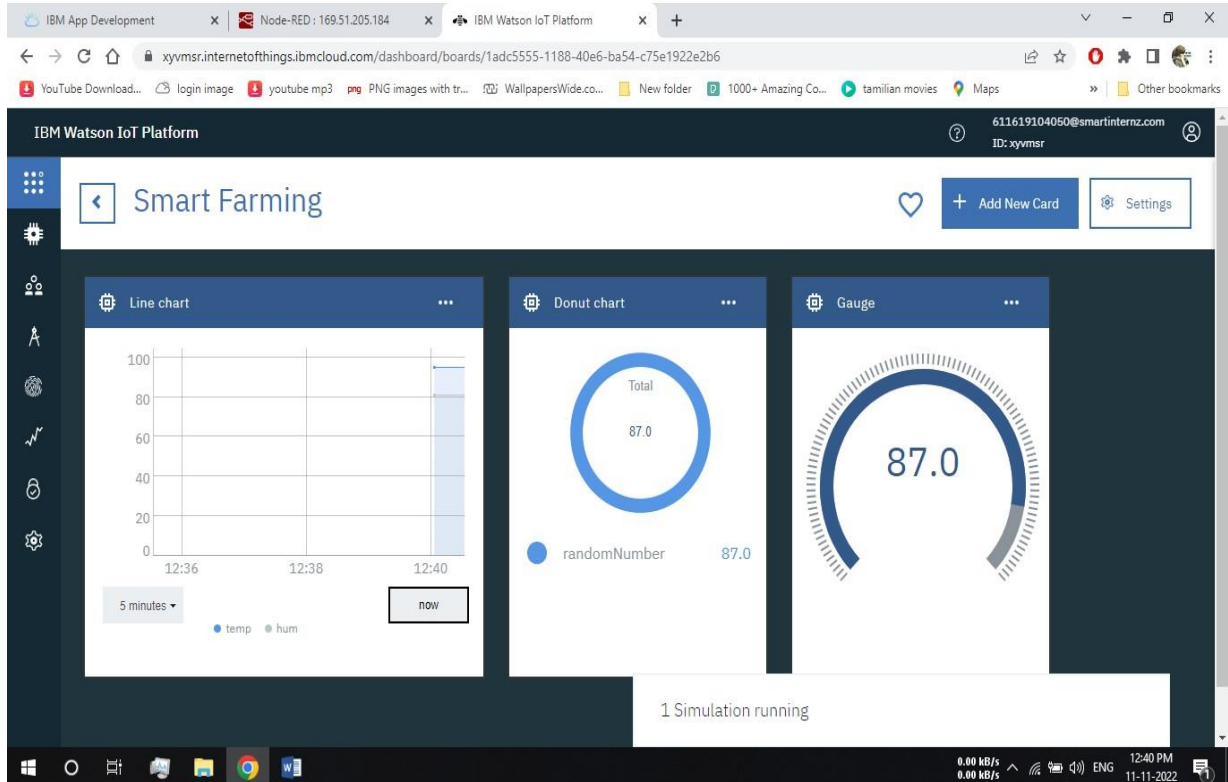 IBM App Development
Node-RED : 169.51.205.184
IBM Watson IoT Platform
xyvmsr.internetofthings.ibmcloud.com/dashboard/boards/1adc5555-1188-40e6-ba54-c75e1922e2b6
YouTube Download... login image youtube mp3 png PNG images with tr... WallpapersWide.co... New folder D 1000+ Amazing Co... tamilian movies Maps » Other bookmarks
IBM Watson IoT Platform
611619104050@smartinternz.com
ID: xyvmsr
Smart Farming
+ Add New Card
Settings
Line chart
100
80
60
40
20
0
12:36 12:38 12:40
5 minutes
now
temp hum
Donut chart
Total
87.0
randomNumber 87.0
Gauge
87.0
1 Simulation running
0.00 kB/s
0.00 kB/s
ENG
12:40 PM
11-11-2022